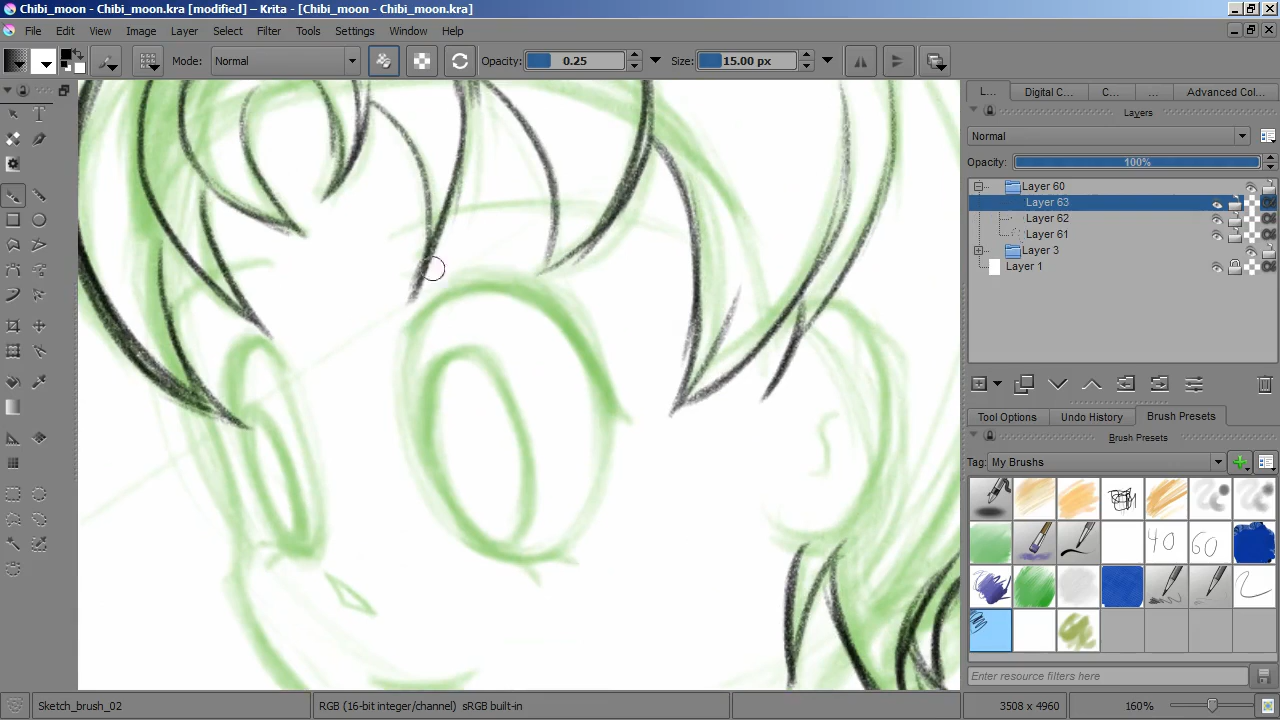 Chibi_moon - Chibi_moon.kra [modified] – Krita - [Chibi_moon - Chibi_moon.kra]
File Edit View Image Layer Select Filter Tools Settings Window Help
Mode: Normal Opacity: 0.25 Size: 15.00 px
L... Digital C... C... ... Advanced Col...
Layers
Normal
Opacity: 100%
Layer 60
Layer 63
Layer 62
Layer 61
Layer 3
Layer 1
Tool Options Undo History Brush Presets
Brush Presets
Tag: My Brushs
40 60
Enter resource filters here
Sketch_brush_02 RGB (16-bit integer/channel) sRGB built-in 3508 x 4960 160%